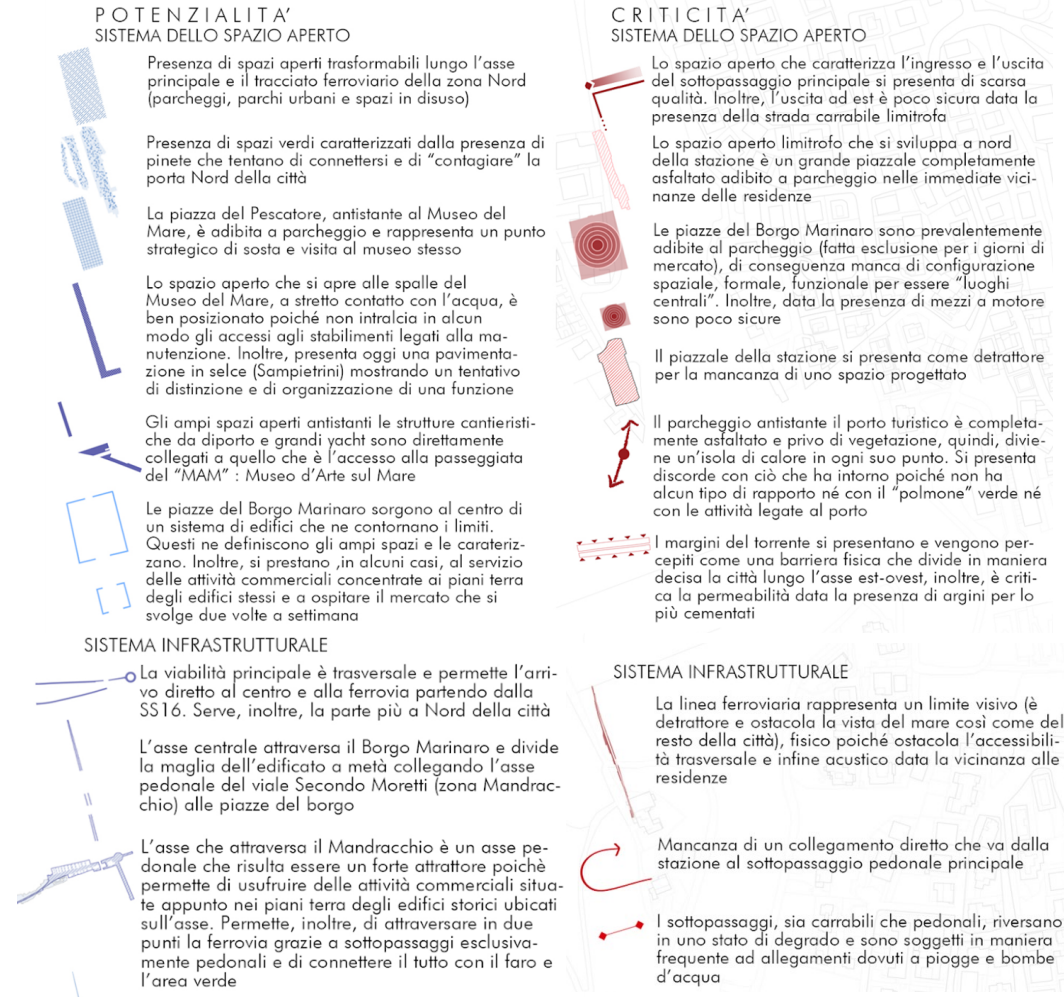 POTENZIALITA'
SISTEMA DELLO SPAZIO APERTO
Presenza di spazi aperti trasformabili lungo l'asse
principale e il tracciato ferroviario della zona Nord
(parcheggi, parchi urbani e spazi in disuso)
Presenza di spazi verdi caratterizzati dalla presenza di
pinete che tentano di connettersi e di "contagiare" la
porta Nord della città
La piazza del Pescatore, antistante al Museo del
Mare, è adibita a parcheggio e rappresenta un punto
strategico di sosta e visita al museo stesso
Lo spazio aperto che si apre alle spalle del
Museo del Mare, a stretto contatto con l'acqua, è
ben posizionato poiché non intralcia in alcun
modo gli accessi agli stabilimenti legati alla ma-
nutenzione. Inoltre, presenta oggi una pavimenta-
zione in selce (Sampietrini) mostrando un tentativo
di distinzione e di organizzazione di una funzione
Gli ampi spazi aperti antistanti le strutture cantieristi-
che da diporto e grandi yacht sono direttamente
collegati a quello che è l'accesso alla passeggiata
del "MAM" : Museo d'Arte sul Mare
Le piazze del Borgo Marinaro sorgono al centro di
un sistema di edifici che ne contornano i limiti.
Questi ne definiscono gli ampi spazi e le carateriz-
zano. Inoltre, si prestano ,in alcuni casi, al servizio
delle attività commerciali concentrate ai piani terra
degli edifici stessi e a ospitare il mercato che si
svolge due volte a settimana
SISTEMA INFRASTRUTTURALE
La viabilità principale è trasversale e permette l'arri-
vo diretto al centro e alla ferrovia partendo dalla
SS16. Serve, inoltre, la parte più a Nord della città
L'asse centrale attraversa il Borgo Marinaro e divide
la maglia dell'edificato a metà collegando l'asse
pedonale del viale Secondo Moretti (zona Mandrac-
chio) alle piazze del borgo
L'asse che attraversa il Mandracchio è un asse pe-
donale che risulta essere un forte attrattore poichè
permette di usufruire delle attività commerciali situa-
te appunto nei piani terra degli edifici storici ubicati
sull'asse. Permette, inoltre, di attraversare in due
punti la ferrovia grazie a sottopassaggi esclusiva-
mente pedonali e di connettere il tutto con il faro e
l'area verde
CRITICITA'
SISTEMA DELLO SPAZIO APERTO
Lo spazio aperto che caratterizza l'ingresso e l'uscita
del sottopassaggio principale si presenta di scarsa
qualità. Inoltre, l'uscita ad est è poco sicura data la
presenza della strada carrabile limitrofa
Lo spazio aperto limitrofo che si sviluppa a nord
della stazione è un grande piazzale completamente
asfaltato adibito a parcheggio nelle immediate vici-
nanze delle residenze
Le piazze del Borgo Marinaro sono prevalentemente
adibite al parcheggio (fatta esclusione per i giorni di
mercato), di conseguenza manca di configurazione
spaziale, formale, funzionale per essere "luoghi
centrali". Inoltre, data la presenza di mezzi a motore
sono poco sicure
Il piazzale della stazione si presenta come detrattore
per la mancanza di uno spazio progettato
Il parcheggio antistante il porto turistico è completa-
mente asfaltato e privo di vegetazione, quindi, divie-
ne un'isola di calore in ogni suo punto. Si presenta
discorde con ciò che ha intorno poiché non ha
alcun tipo di rapporto né con il "polmone" verde né
con le attività legate al porto
I margini del torrente si presentano e vengono per-
cepiti come una barriera fisica che divide in maniera
decisa la città lungo l'asse est-ovest, inoltre, è criti-
ca la permeabilità data la presenza di argini per lo
più cementati
SISTEMA INFRASTRUTTURALE
La linea ferroviaria rappresenta un limite visivo (è
detrattore e ostacola la vista del mare così come del
resto della città), fisico poiché ostacola l'accessibili-
tà trasversale e infine acustico data la vicinanza alle
residenze
Mancanza di un collegamento diretto che va dalla
stazione al sottopassaggio pedonale principale
I sottopassaggi, sia carrabili che pedonali, riversano
in uno stato di degrado e sono soggetti in maniera
frequente ad allegamenti dovuti a piogge e bombe
d'acqua